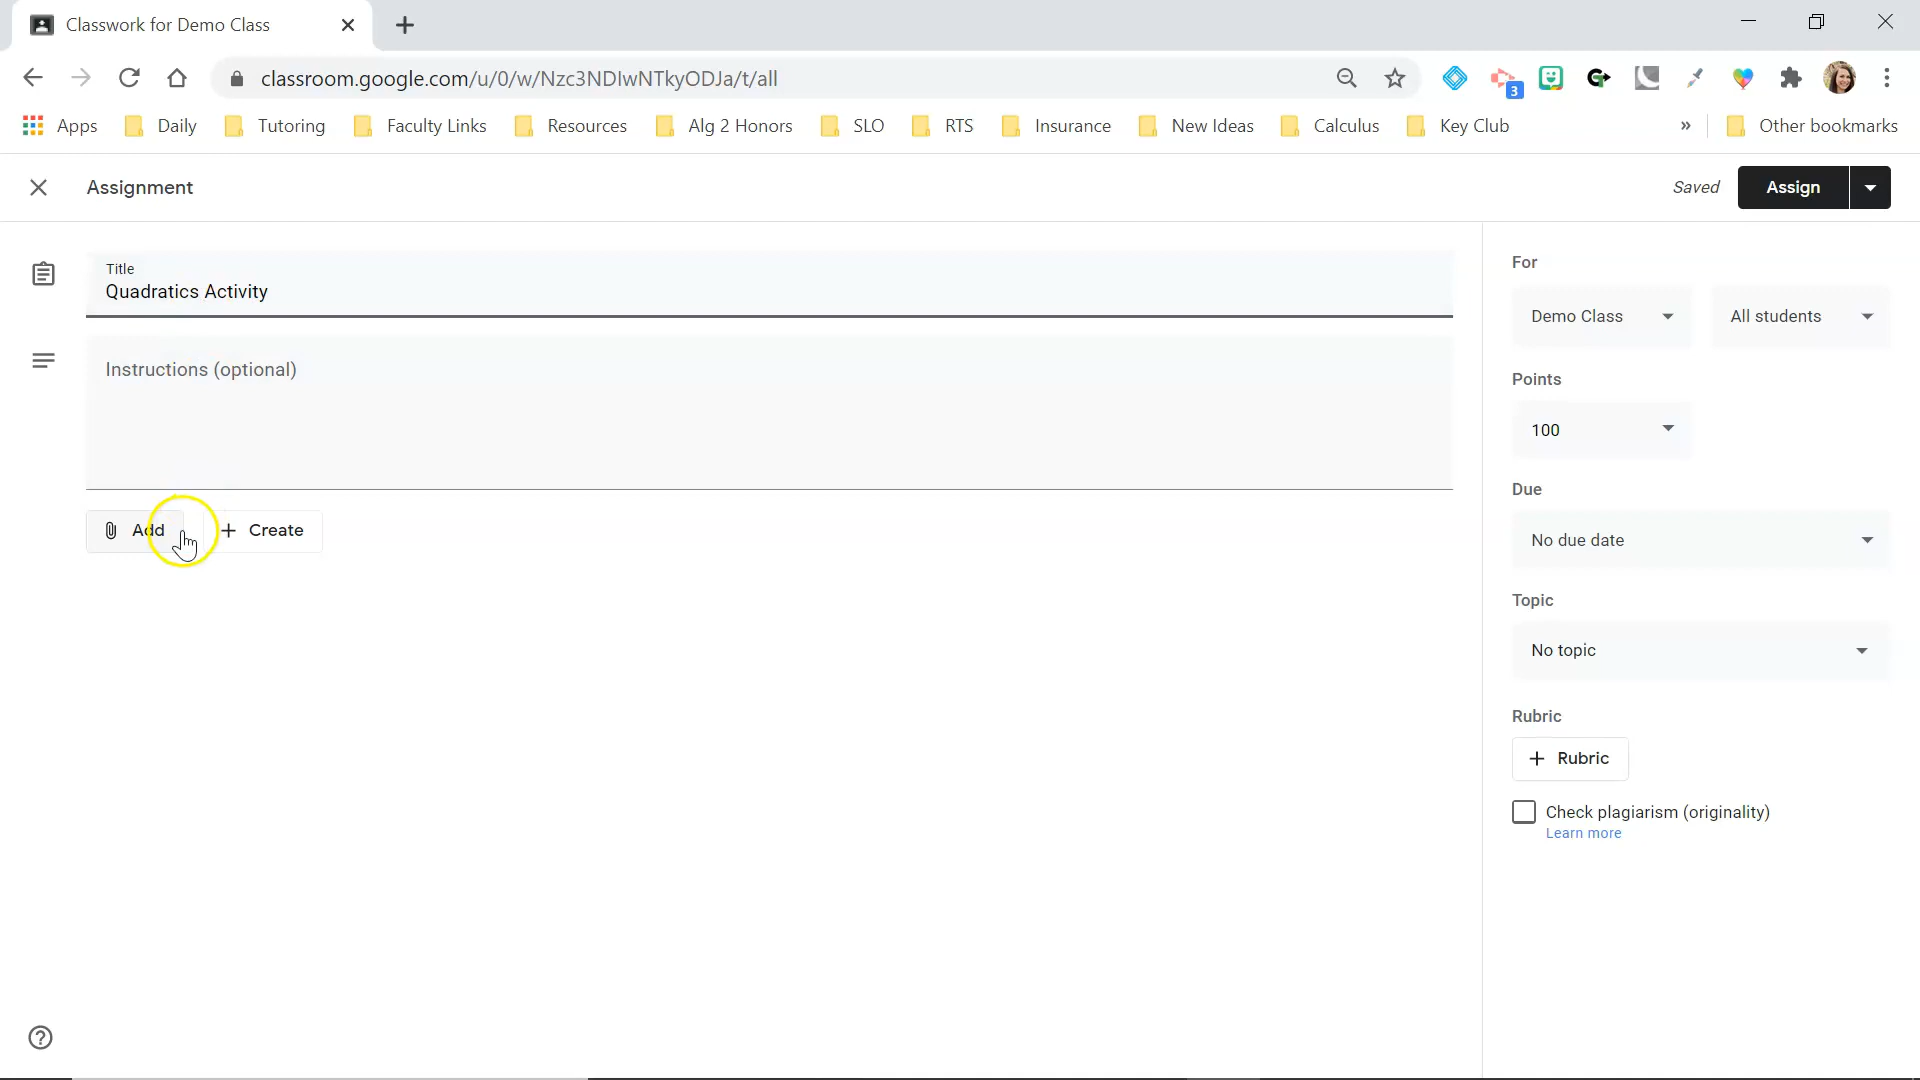 Classwork for Demo Class
classroom.google.com/u/0/w/Nzc3NDIwNTkyODJa/t/all
3
Apps Daily Tutoring Faculty Links Resources Alg 2 Honors SLO RTS Insurance New Ideas Calculus Key Club » Other bookmarks
Assignment
Saved
Assign
Title
Quadratics Activity
Instructions (optional)
Add
+ Create
For
Demo Class
All students
Points
100
Due
No due date
Topic
No topic
Rubric
+ Rubric
Check plagiarism (originality)
Learn more